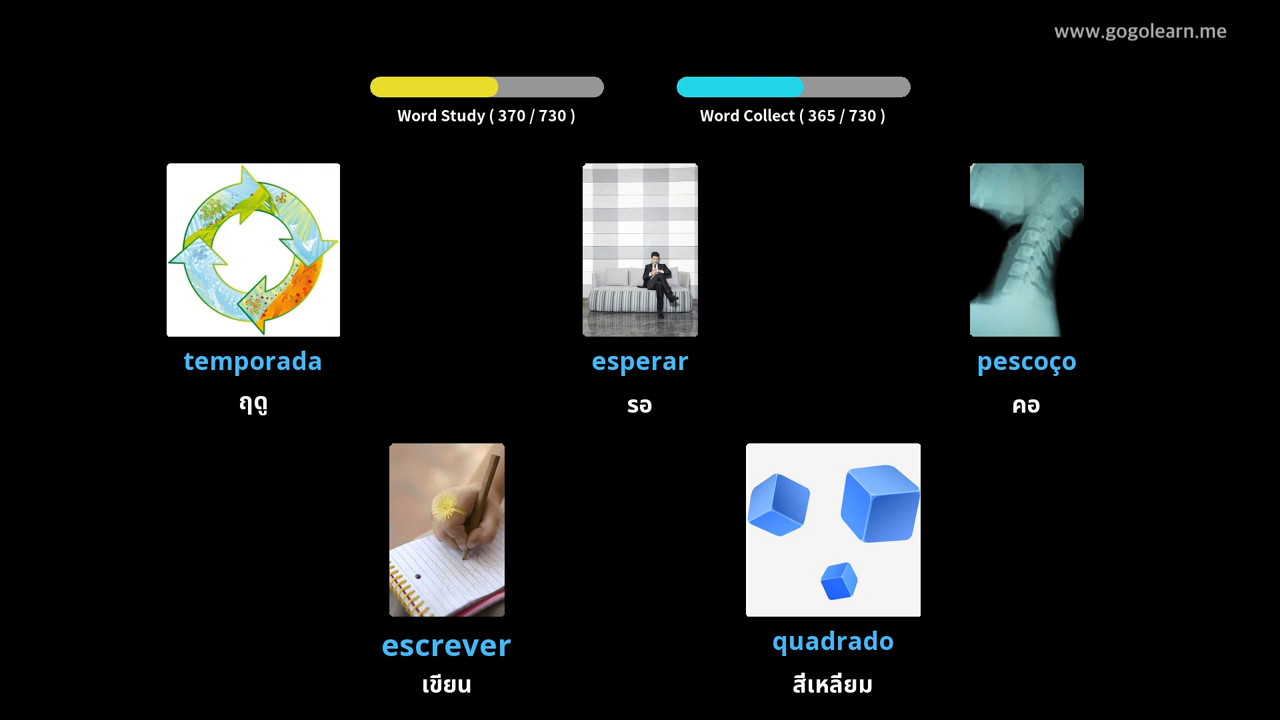 www.gogolearn.me
Word Study ( 370 / 730 )
Word Collect ( 365 / 730 )
temporada
esperar
pescoço
ฤดู
รอ
คอ
escrever
quadrado
เขียน
สี่เหลี่ยม